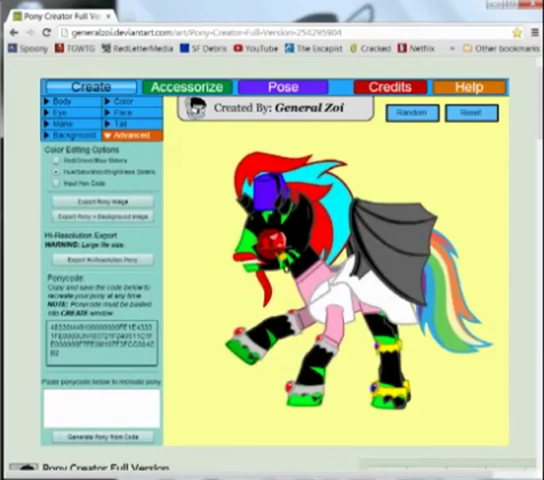 Pony Creator Full Ver
generalzoi.deviantart.com/art/Pony-Creator-Full-Version-254295904
Spoony TGWTG RedLetterMedia SF Debris YouTube The Escapist Cracked Netflix » Other bookmarks
Create Accessorize Pose Credits Help
Body Color
Eye Face
Mane Tail
Background Advanced
Created By: General Zoi
Random Reset
Color Editing Options
Red/Green/Blue Sliders
Hue/Saturation/Brightness Sliders
Input Hex Code
Export Pony Image
Export Pony + Background Image
Hi-Resolution Export
WARNING: Large file size.
Export Hi-Resolution Pony
Ponycode:
Copy and save the code below to
recreate your pony at any time
NOTE: Ponycode must be pasted
into CREATE window.
Paste ponycode below to recreate pony
Generate Pony from Code
Pony Creator Full Version